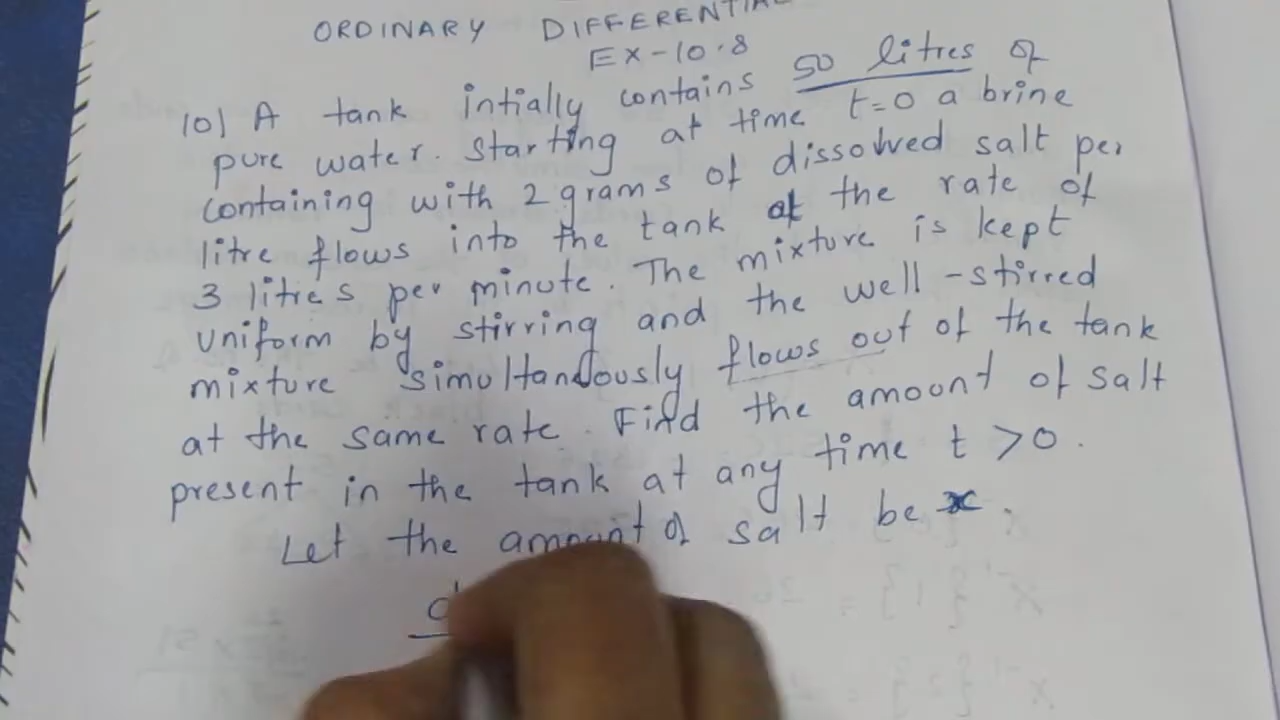 ORDINARY DIFFERENTIAL
EX-10.8
10) A tank intially contains 50 litres of
pure water. Starting at time t=0 a brine
containing with 2 grams of dissolved salt per
litre flows into the tank at the rate of
3 litres per minute. The mixture is kept
uniform by stirring and the well-stirred
mixture simultaneously flows out of the tank
at the same rate. Find the amount of salt
present in the tank at any time t >0.
Let the amount of salt be x.
d